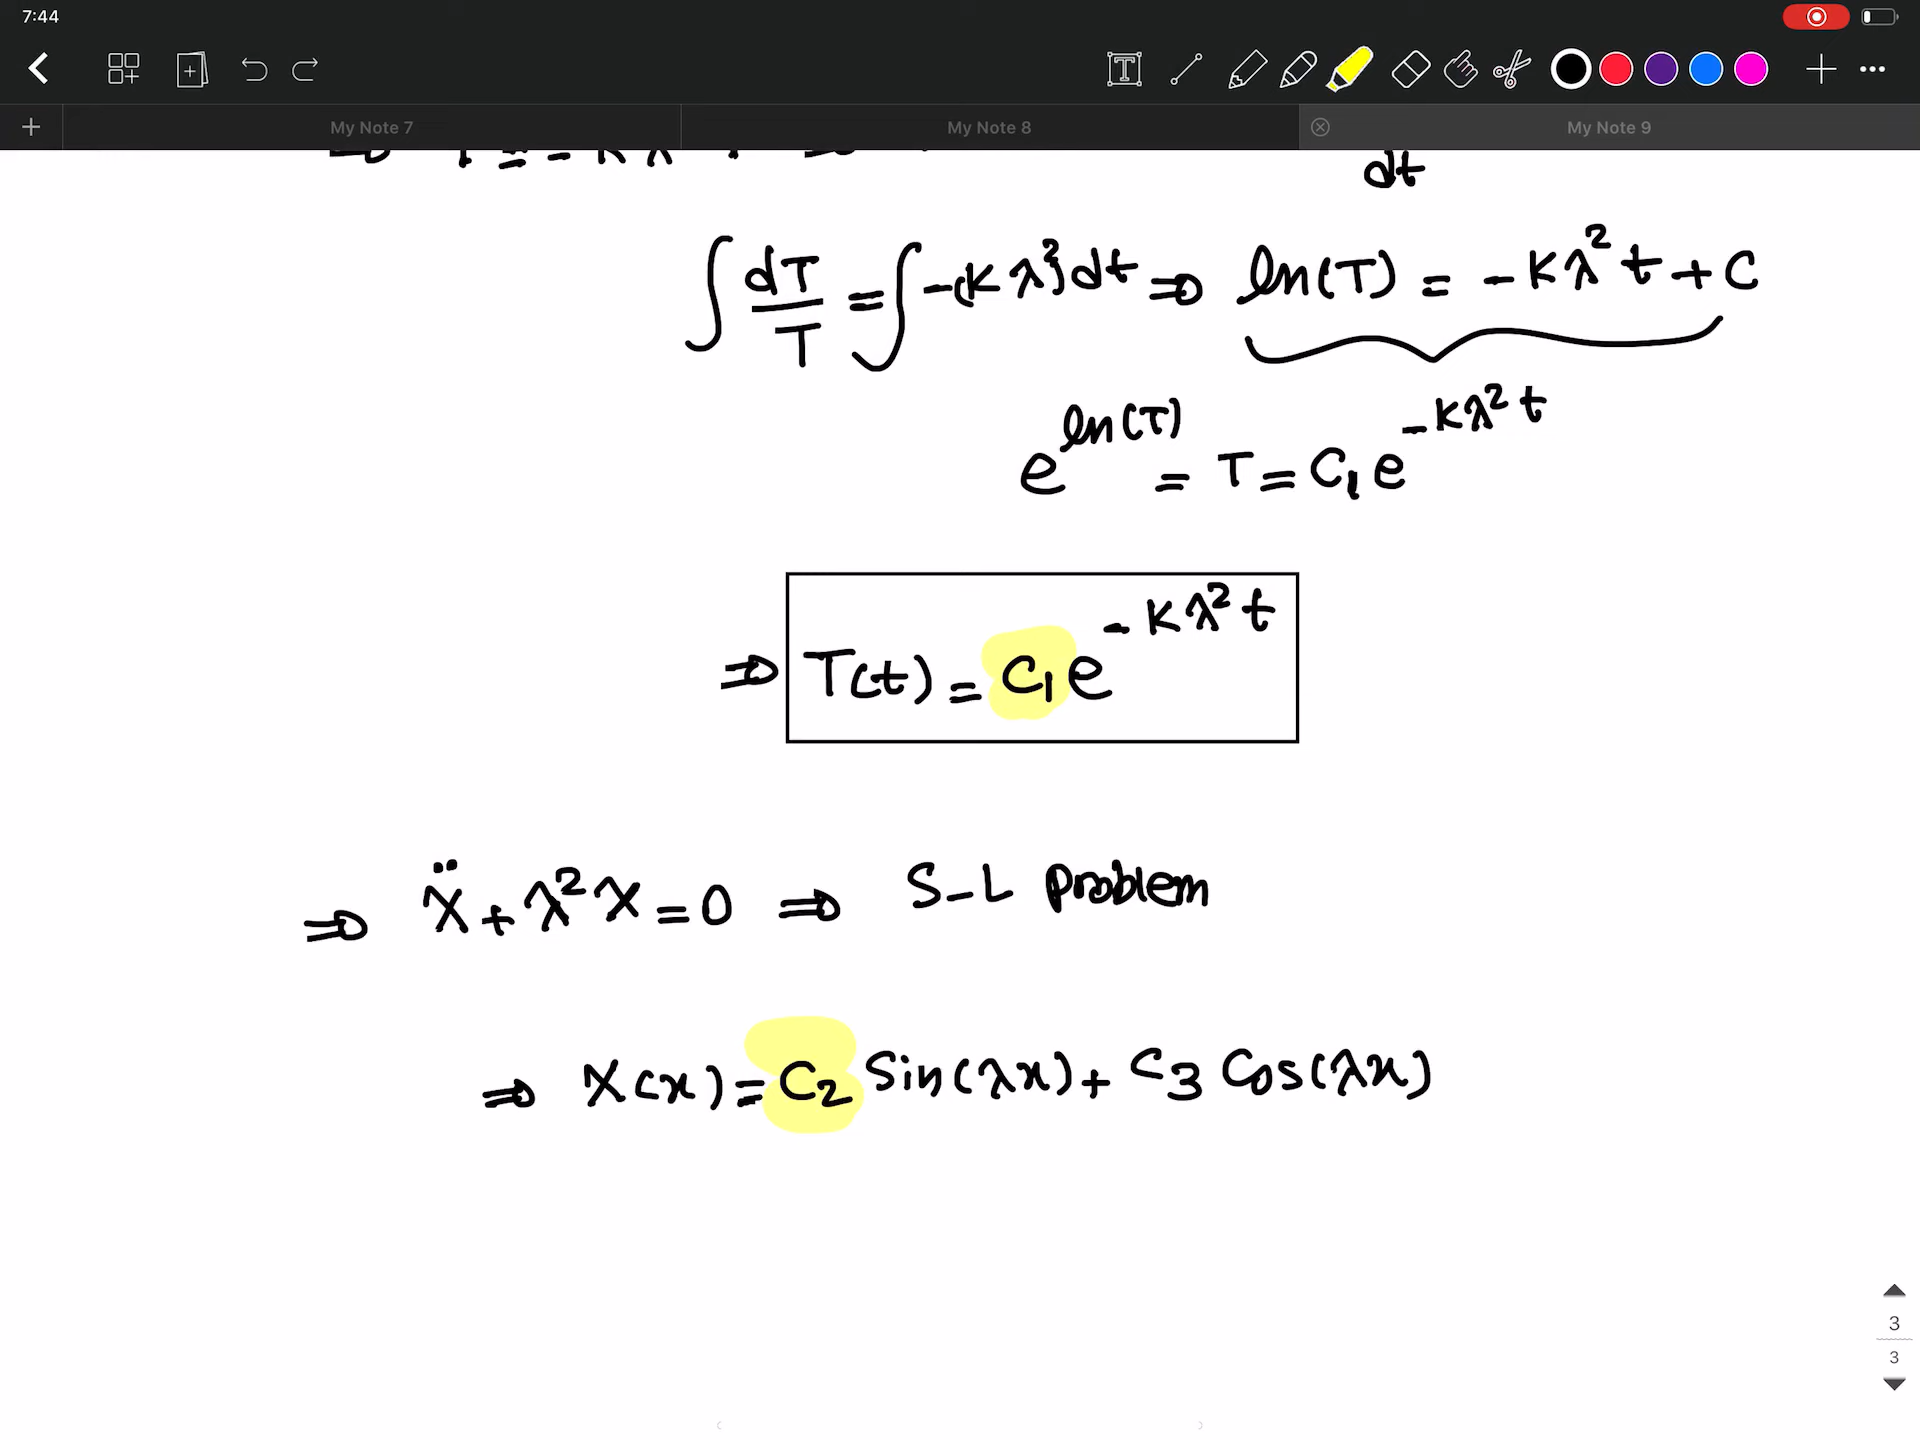 7:44
My Note 7 My Note 8 My Note 9
dt
∫ dT/T = ∫ -(kλ²)dt ⇒ ln(T) = -kλ²t + C
e^ln(T) = T = C₁e^-kλ²t
⇒ T(t) = C₁e^-kλ²t
⇒ Ẍ + λ²X = 0 ⇒ S-L Problem
⇒ X(x) = C₂ Sin(λx) + C₃ Cos(λx)
3
3